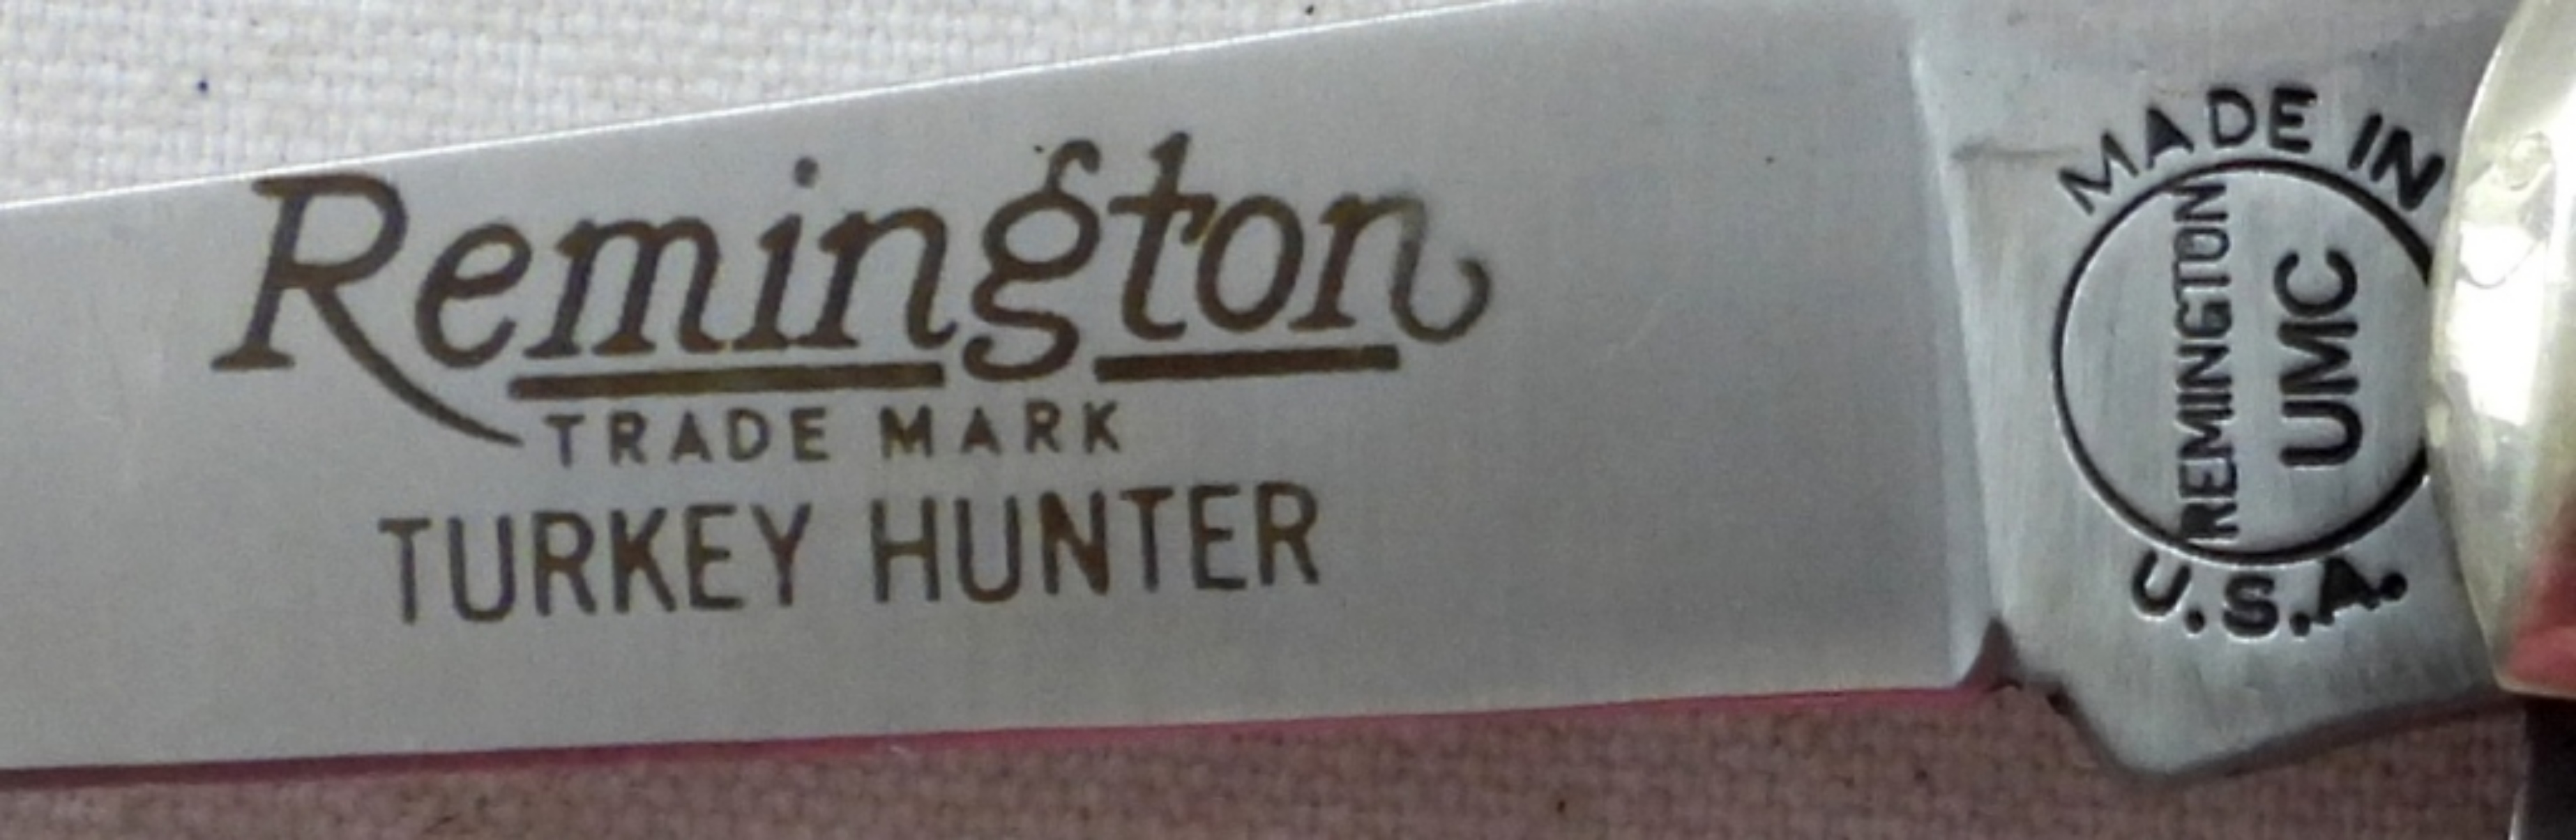 Remington
TRADE MARK
TURKEY HUNTER
MADE IN
REMINGTON
UMC
U.S.A.